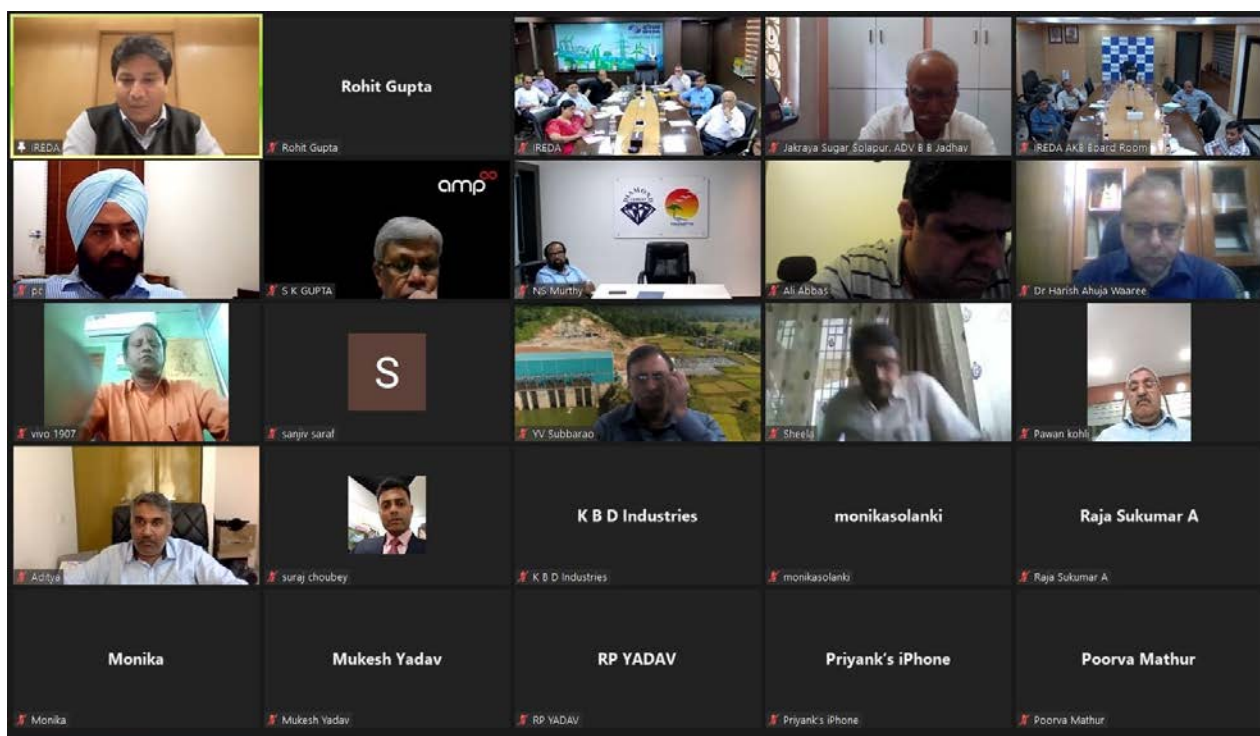 Rohit Gupta
IREDA
Rohit Gupta
IREDA
Jakraya Sugar Solapur. ADV B B Jadhav
IREDA AKB Board Room
amp
DIAMOND
pc
S K GUPTA
NS Murthy
Ali Abbas
Dr Harish Ahuja Waaree
S
vivo 1907
sanjiv saraf
YV Subbarao
Sheela
Pawan kohli
K B D Industries
monikasolanki
Raja Sukumar A
Aditya
suraj choubey
K B D Industries
monikasolanki
Raja Sukumar A
Monika
Mukesh Yadav
RP YADAV
Priyank's iPhone
Poorva Mathur
Monika
Mukesh Yadav
RP YADAV
Priyank's iPhone
Poorva Mathur